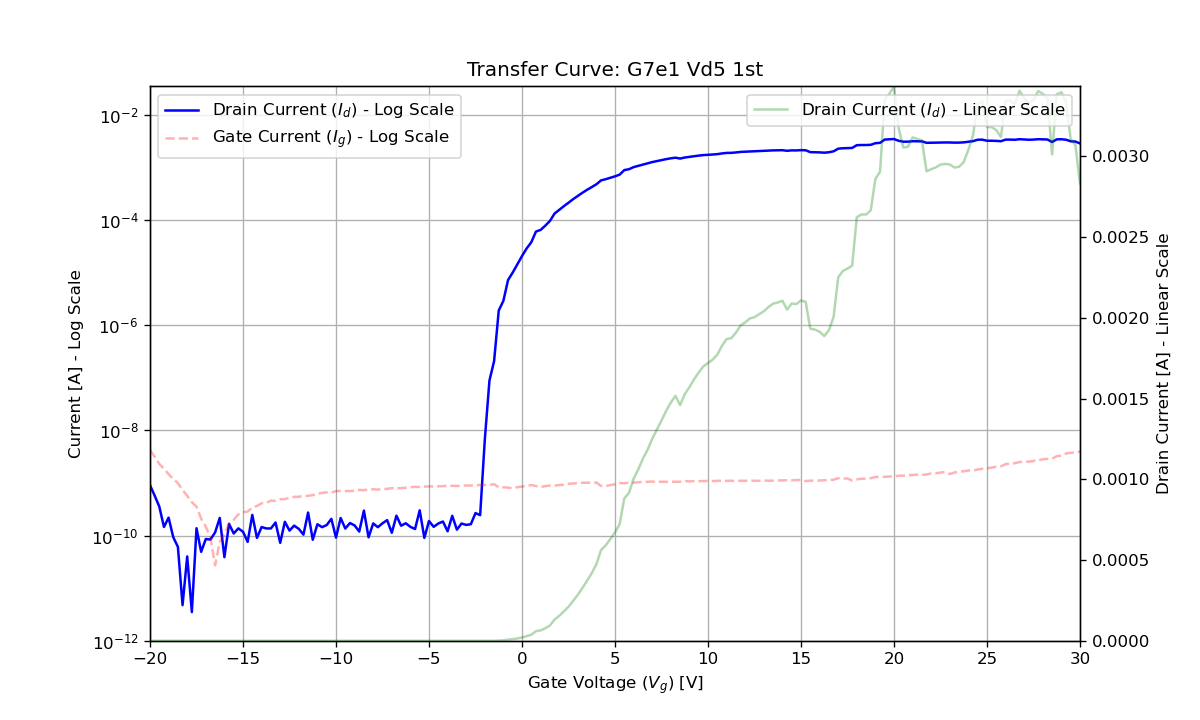 Transfer Curve: G7e1 Vd5 1st
Drain Current (I_d) - Log Scale
Gate Current (I_g) - Log Scale
Drain Current (I_d) - Linear Scale
Current [A] - Log Scale
10^−2
10^−4
10^−6
10^−8
10^−10
10^−12
0.0030
0.0025
0.0020
0.0015
0.0010
0.0005
0.0000
Drain Current [A] - Linear Scale
−20 −15 −10 −5 0 5 10 15 20 25 30
Gate Voltage (V_g) [V]